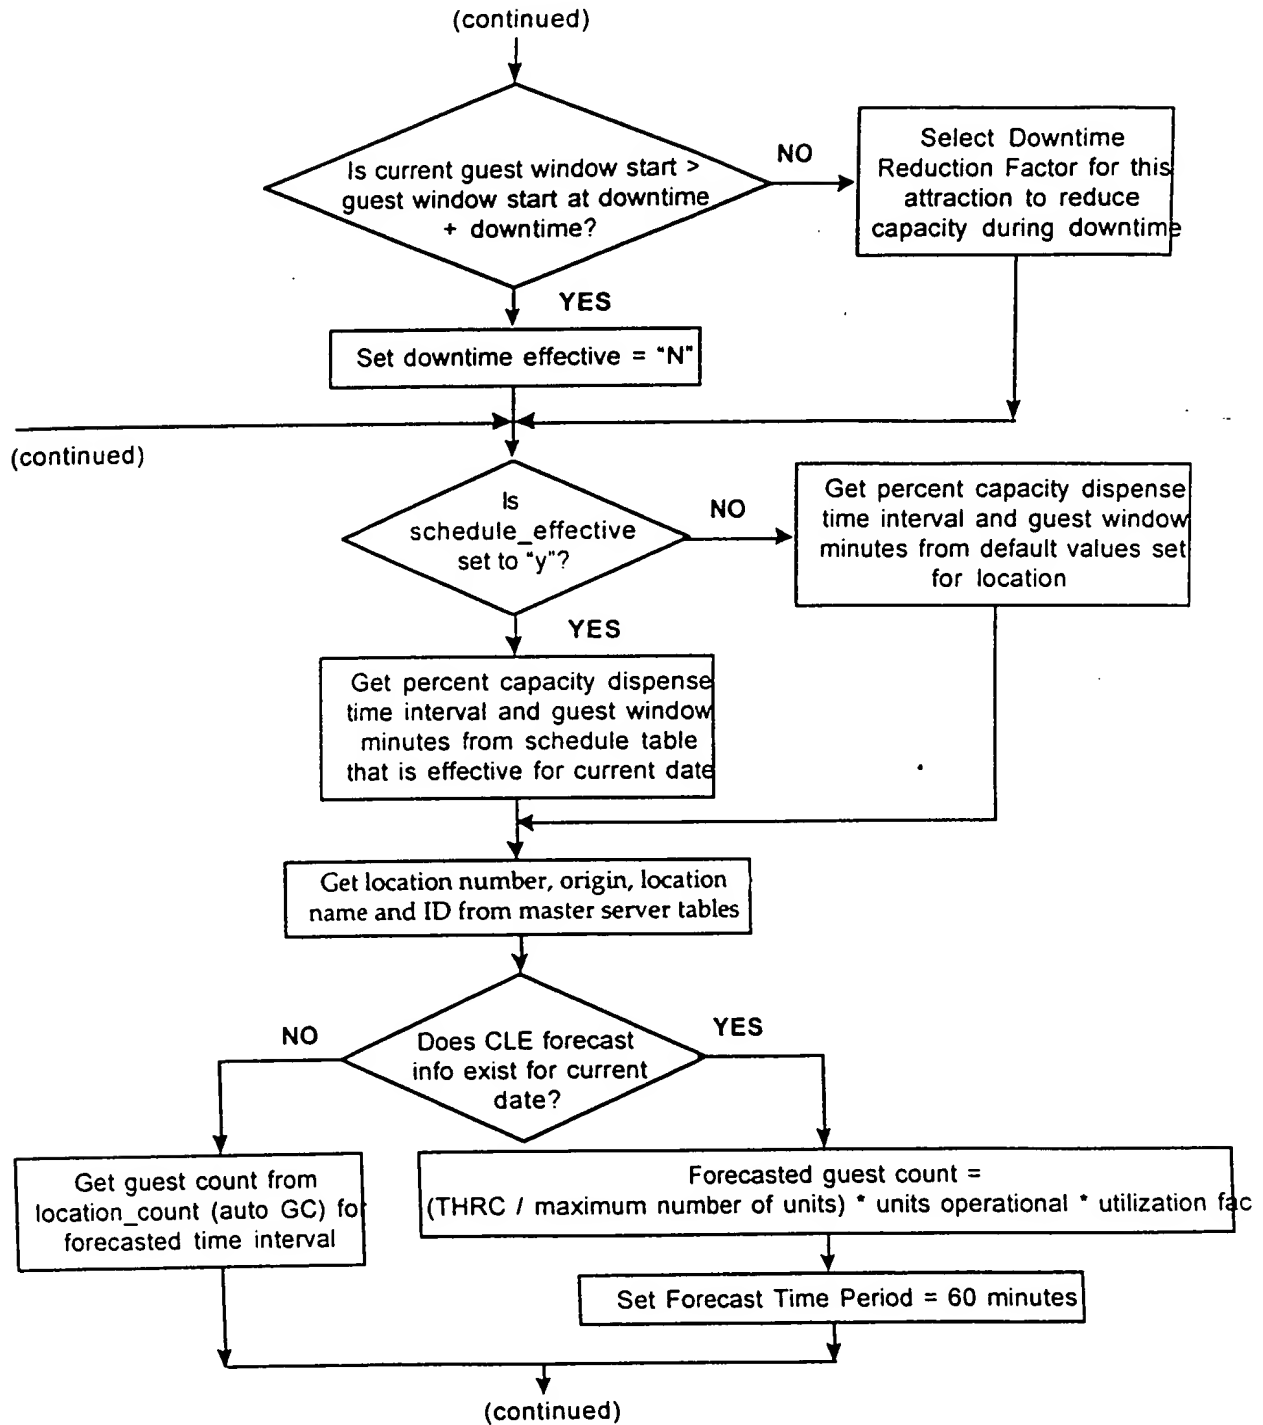 (continued)
Is current guest window start >
guest window start at downtime
+ downtime?
NO
Select Downtime
Reduction Factor for this
attraction to reduce
capacity during downtime
YES
Set downtime effective = "N"
(continued)
Is
schedule_effective
set to "y"?
NO
Get percent capacity dispense
time interval and guest window
minutes from default values set
for location
YES
Get percent capacity dispense
time interval and guest window
minutes from schedule table
that is effective for current date
Get location number, origin, location
name and ID from master server tables
NO
Does CLE forecast
info exist for current
date?
YES
Get guest count from
location_count (auto GC) fo
forecasted time interval
Forecasted guest count =
(THRC / maximum number of units) * units operational * utilization fac
Set Forecast Time Period = 60 minutes
(continued)